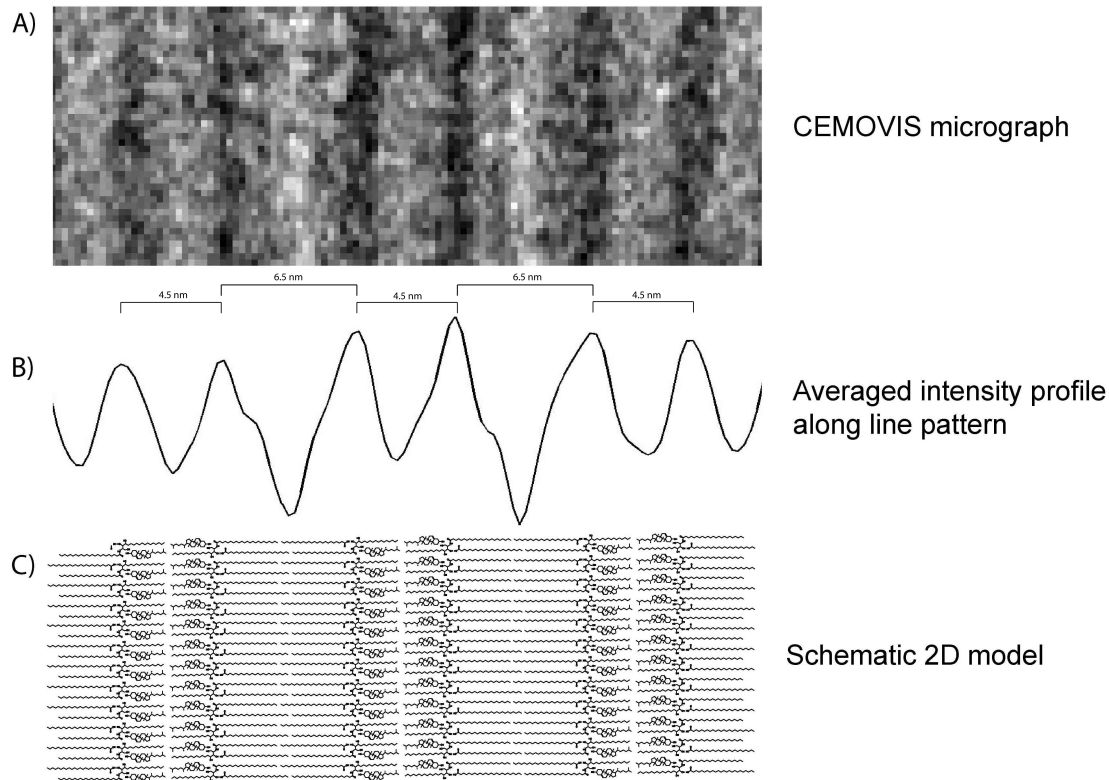 A)
CEMOVIS micrograph
6.5 nm 6.5 nm
4.5 nm 4.5 nm 4.5 nm
B)
Averaged intensity profile
along line pattern
C)
Schematic 2D model